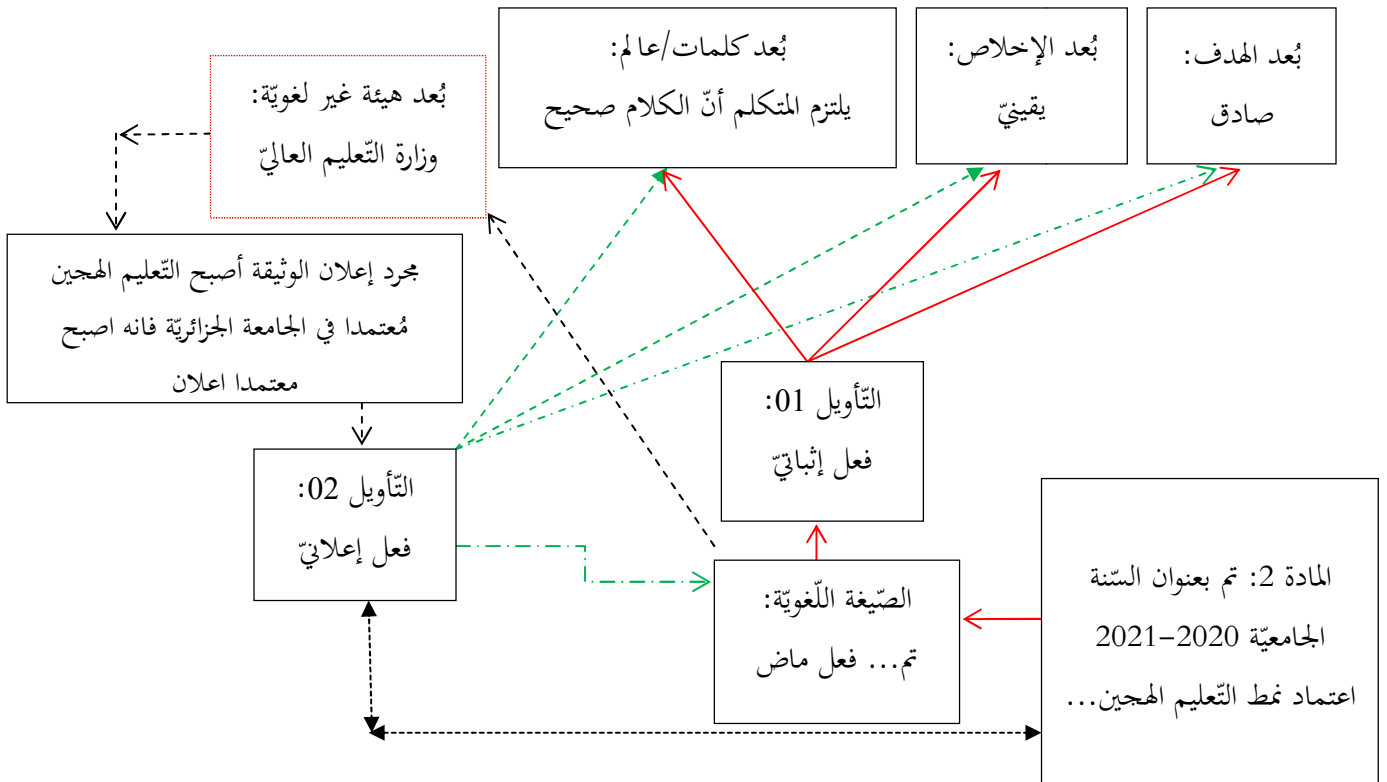 بُعد الهدف:
صادق
بُعد الإخلاص:
يقينيّ
بُعد كلمات/عالم:
يلتزم المتكلم أنّ الكلام صحيح
بُعد هيئة غير لغويّة:
وزارة التّعليم العاليّ
مجرد إعلان الوثيقة أصبح التّعليم الهجين
مُعتمدا في الجامعة الجزائريّة فانه اصبح
معتمدا اعلان
التّأويل 01:
فعل إثباتيّ
التّأويل 02:
فعل إعلانيّ
الصّيغة اللّغويّة:
تم... فعل ماض
المادة 2: تم بعنوان السّنة
الجامعيّة 2020–2021
اعتماد نمط التّعليم الهجين...